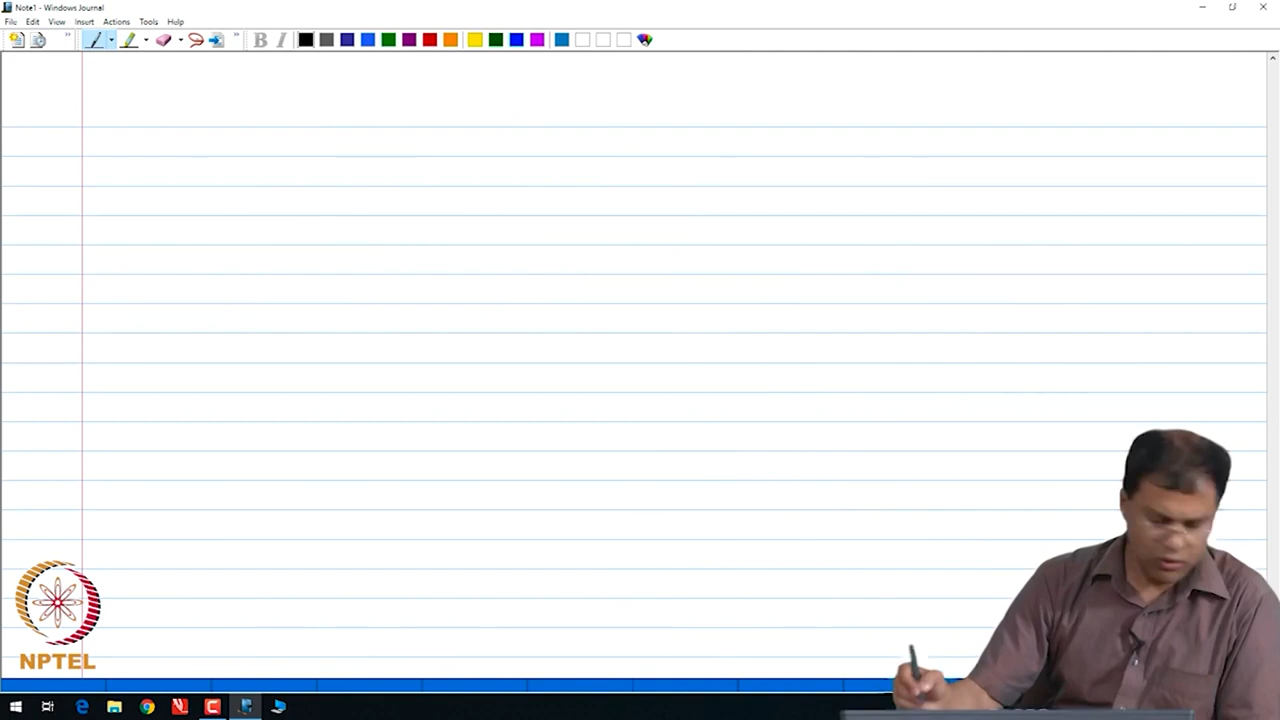 Note1 - Windows Journal
File Edit View Insert Actions Tools Help
B I
NPTEL